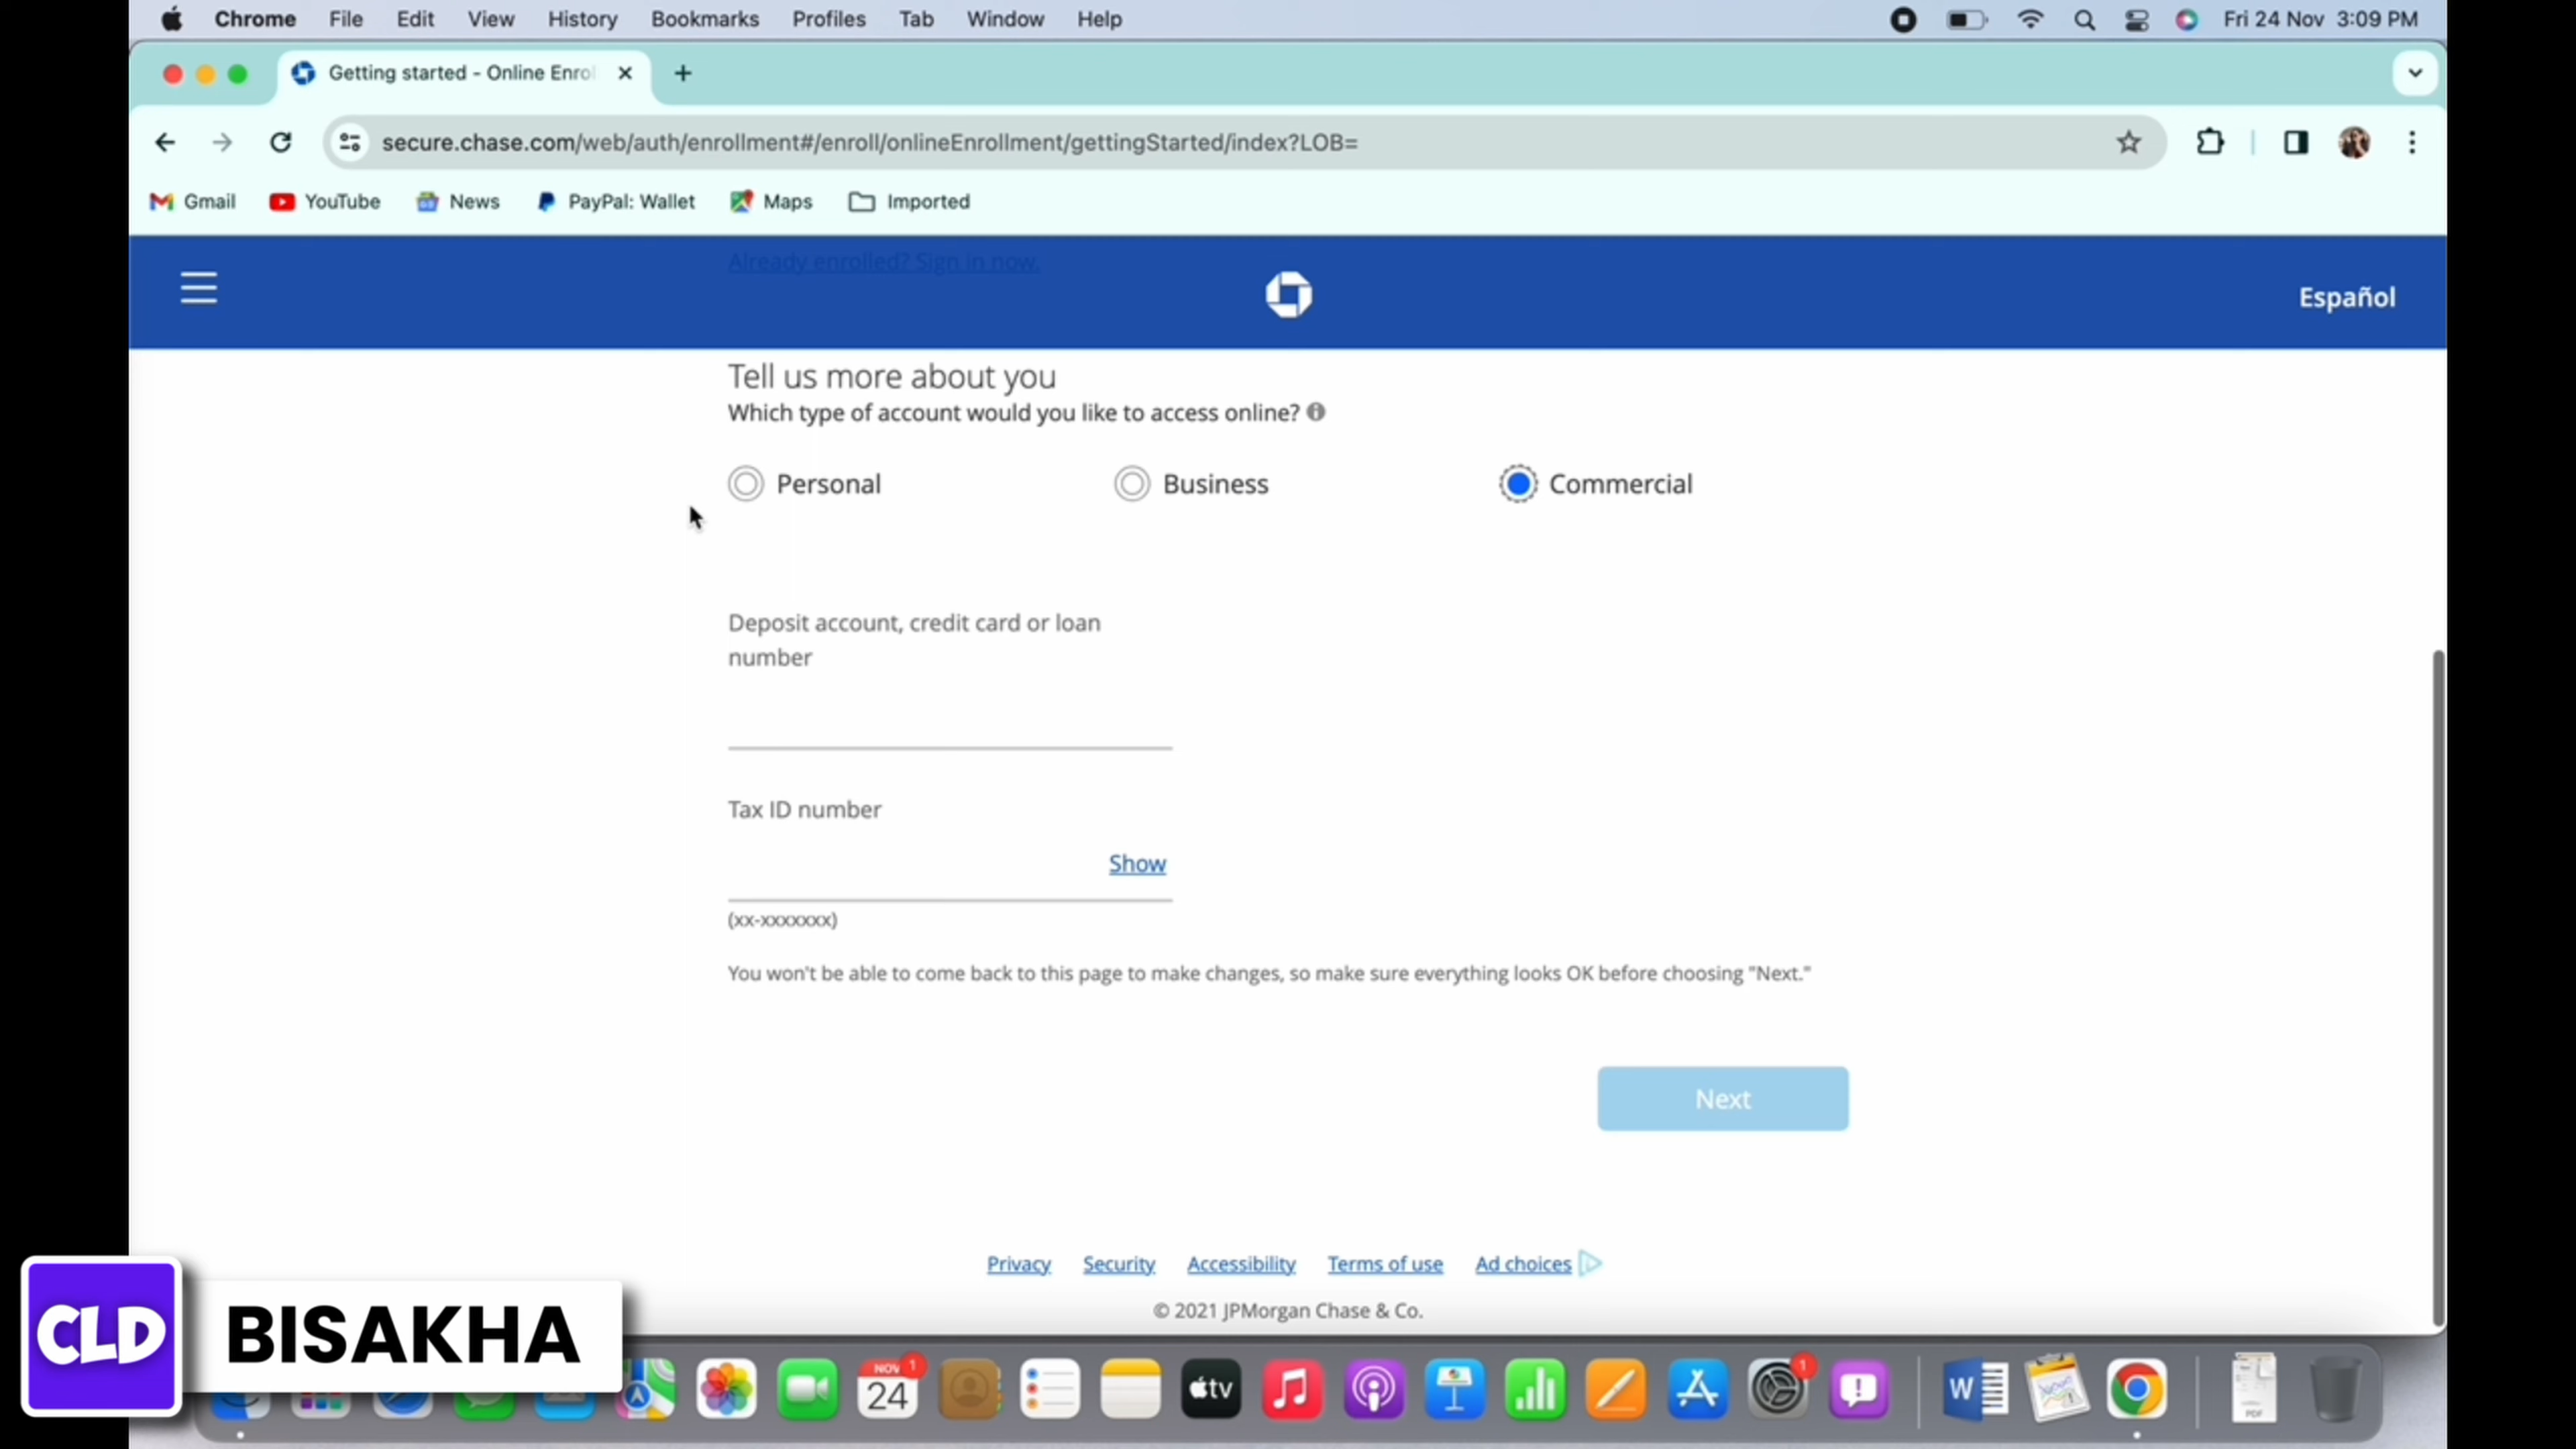 Chrome File Edit View History Bookmarks Profiles Tab Window Help Fri 24 Nov 3:09 PM
Getting started - Online Enrol
secure.chase.com/web/auth/enrollment#/enroll/onlineEnrollment/gettingStarted/index?LOB=
Gmail YouTube News PayPal: Wallet Maps Imported
Already enrolled? Sign in now.
Español
Tell us more about you
Which type of account would you like to access online?
Personal Business Commercial
Deposit account, credit card or loan
number
Tax ID number
Show
(xx-xxxxxxx)
You won't be able to come back to this page to make changes, so make sure everything looks OK before choosing "Next."
Next
Privacy Security Accessibility Terms of use Ad choices
© 2021 JPMorgan Chase & Co.
CLD BISAKHA
NOV 1
24
tv
1
W
PDF